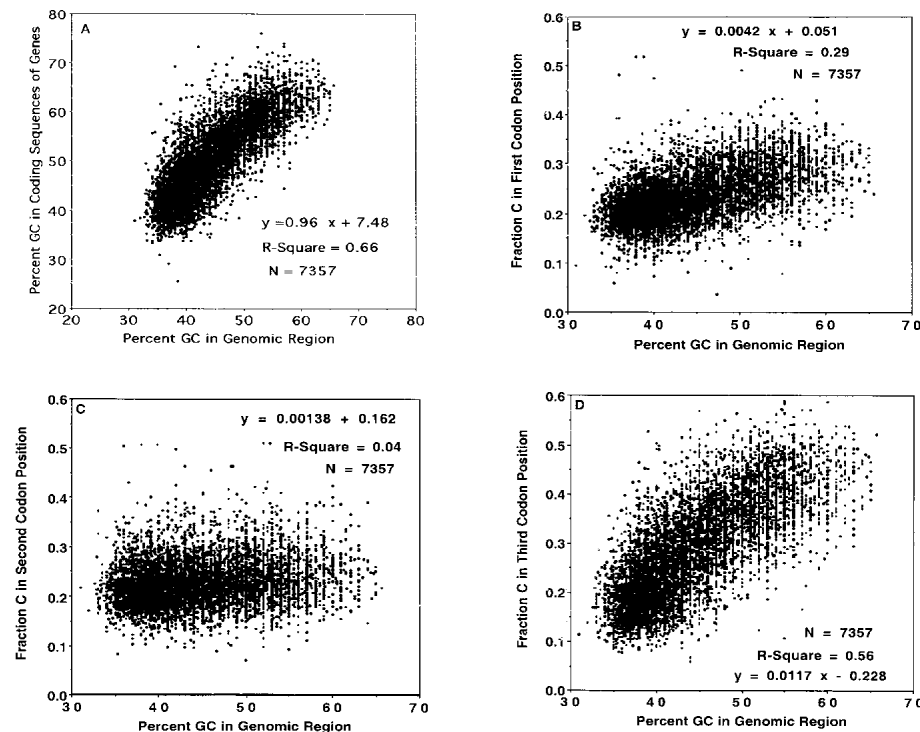 A
80
70
60
50
40
30
20
20
30
40
50
60
70
80
Percent GC in Coding Sequences of Genes
y =0.96 x + 7.48
R-Square = 0.66
N = 7357
Percent GC in Genomic Region
B
y = 0.0042 x + 0.051
R-Square = 0.29
N = 7357
0.6
0.5
0.4
0.3
0.2
0.1
0.0
30
40
50
60
70
Fraction C in First Codon Position
Percent GC in Genomic Region
C
y = 0.00138 + 0.162
R-Square = 0.04
N = 7357
0.6
0.5
0.4
0.3
0.2
0.1
0.0
30
40
50
60
70
Fraction C in Second Codon Position
Percent GC in Genomic Region
D
0.6
0.5
0.4
0.3
0.2
0.1
0.0
30
40
50
60
70
Fraction C in Third Codon Position
N = 7357
R-Square = 0.56
y = 0.0117 x - 0.228
Percent GC in Genomic Region